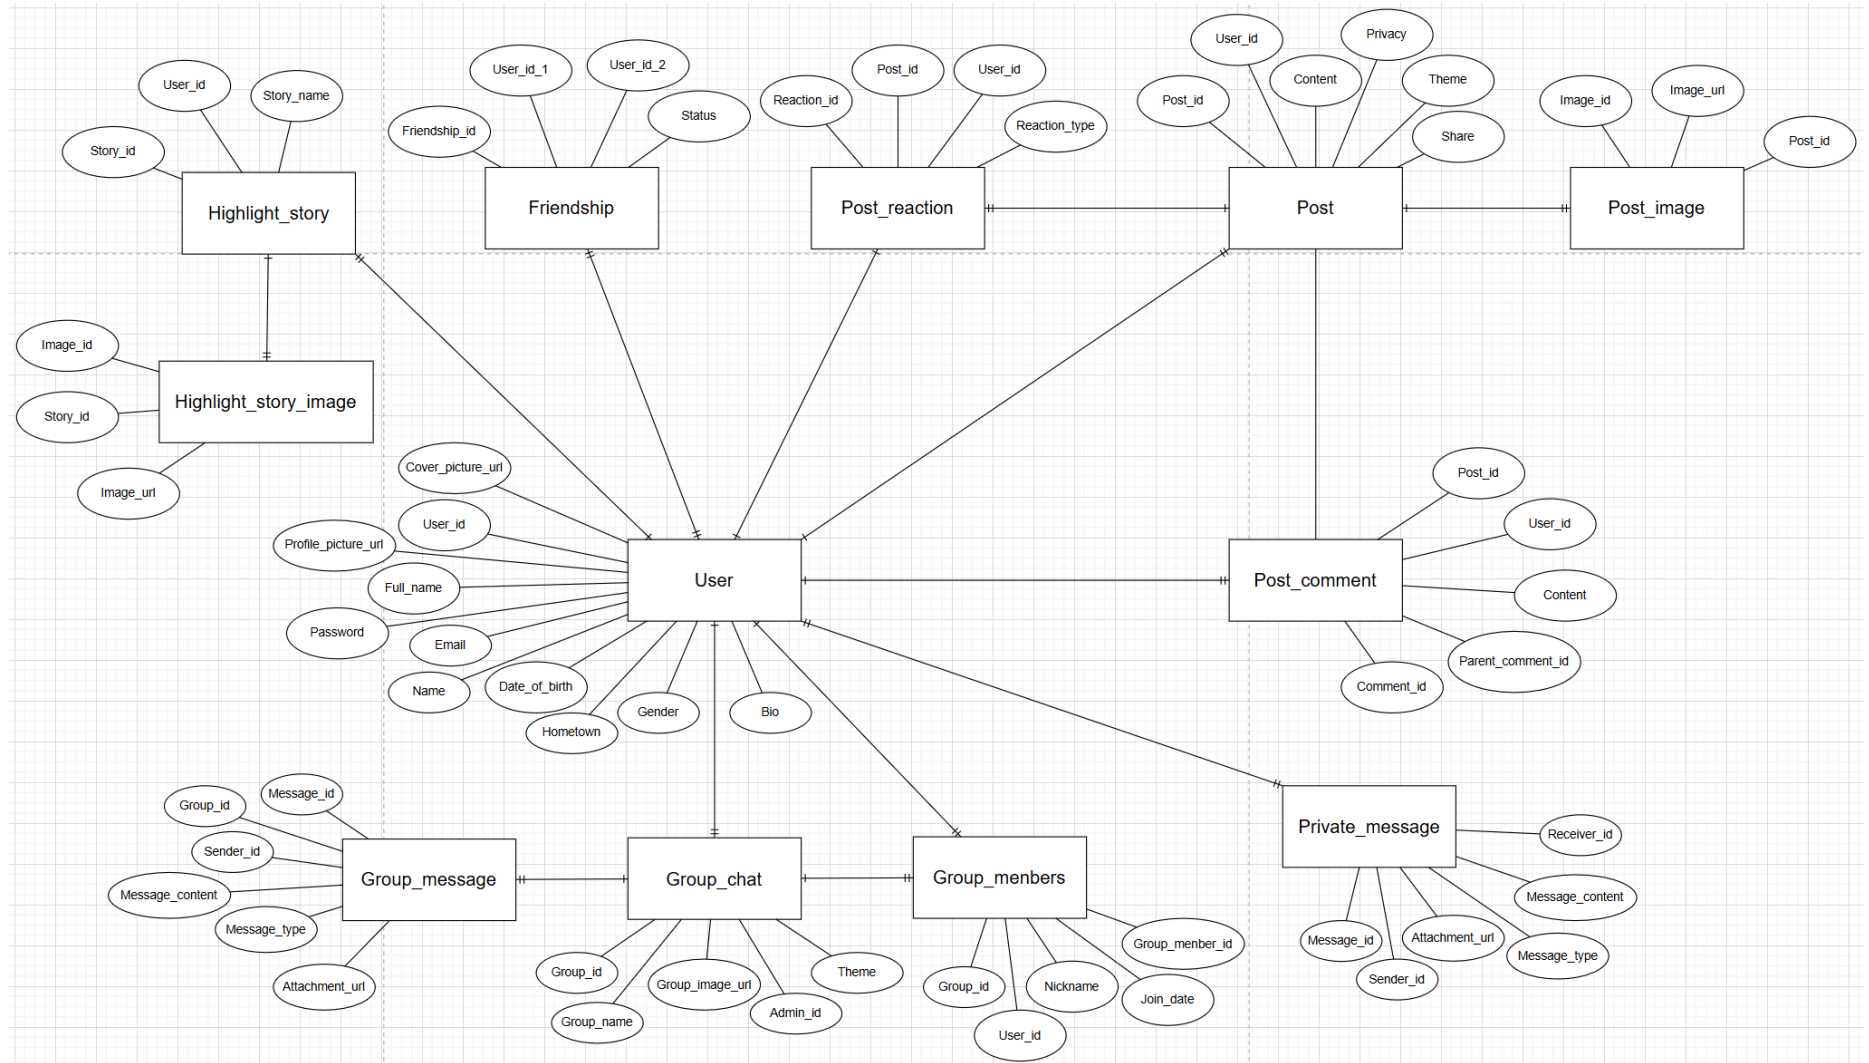 User_id
Story_name
Story_id
Highlight_story
User_id_1
User_id_2
Friendship_id
Status
Friendship
Reaction_id
Post_id
User_id
Reaction_type
Post_reaction
User_id
Privacy
Content
Theme
Post_id
Share
Post
Image_id
Image_url
Post_id
Post_image
Image_id
Story_id
Image_url
Highlight_story_image
Cover_picture_url
User_id
Profile_picture_url
Full_name
Password
Email
Name
Date_of_birth
Hometown
Gender
Bio
User
Post_id
User_id
Content
Parent_comment_id
Comment_id
Post_comment
Message_id
Group_id
Sender_id
Message_content
Message_type
Attachment_url
Group_message
Group_chat
Group_id
Group_name
Group_image_url
Admin_id
Theme
Group_menbers
Group_menber_id
Group_id
User_id
Nickname
Join_date
Private_message
Receiver_id
Message_content
Message_id
Sender_id
Attachment_url
Message_type